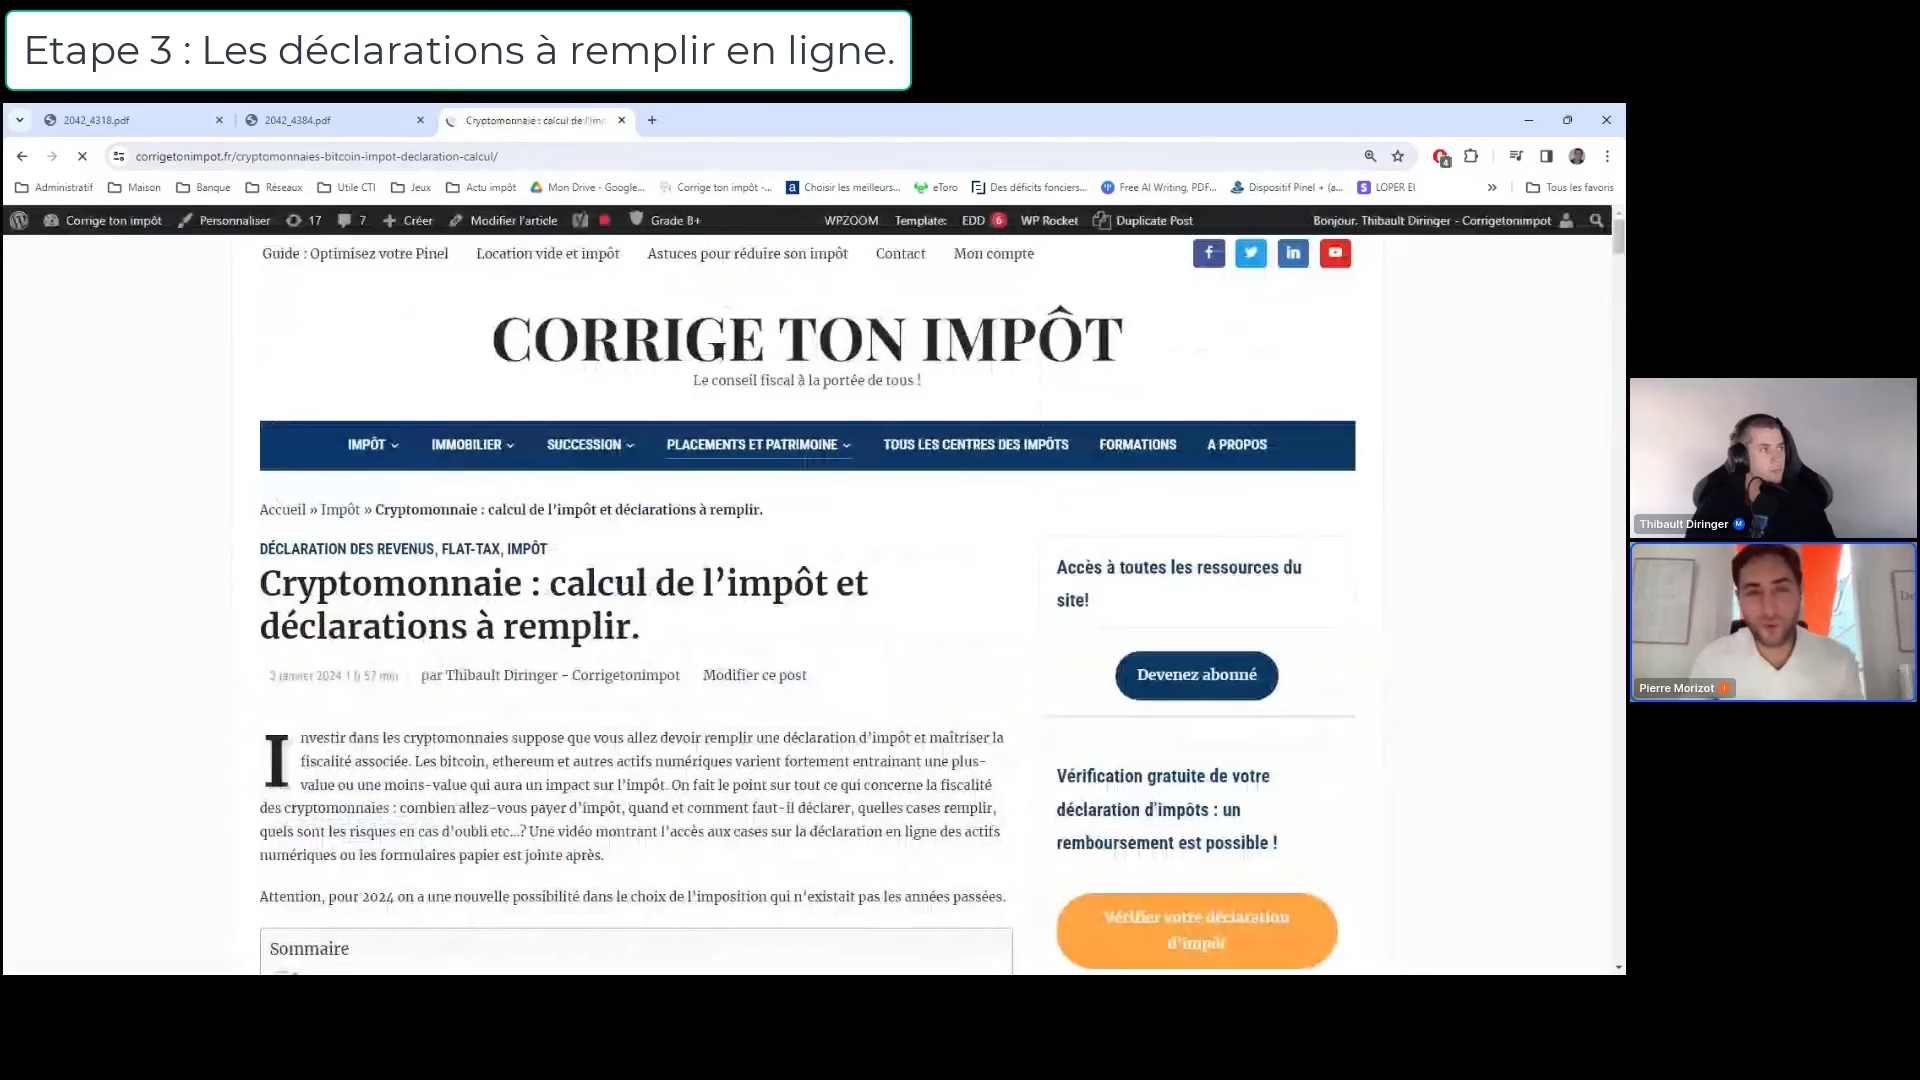 Etape 3 : Les déclarations à remplir en ligne.
2042_4318.pdf
2042_4384.pdf
Cryptomonnaie : calcul de l'imp
corrigetonimpot.fr/cryptomonnaies-bitcoin-impot-declaration-calcul/
Administratif Maison Banque Réseaux Utile CTI Jeux Actu impôt Mon Drive - Google... Corrige ton impôt -... Choisir les meilleurs... eToro Des déficits fonciers... Free AI Writing, PDF... Dispositif Pinel + (a... LOPER EI Tous les favoris
Corrige ton impôt Personnaliser 17 7 Créer Modifier l'article Grade B+ WPZOOM Template: EDD 6 WP Rocket Duplicate Post Bonjour, Thibault Diringer - Corrigetonimpot
Guide : Optimisez votre Pinel Location vide et impôt Astuces pour réduire son impôt Contact Mon compte
CORRIGE TON IMPÔT
Le conseil fiscal à la portée de tous !
IMPÔT IMMOBILIER SUCCESSION PLACEMENTS ET PATRIMOINE TOUS LES CENTRES DES IMPÔTS FORMATIONS A PROPOS
Accueil » Impôt » Cryptomonnaie : calcul de l'impôt et déclarations à remplir.
DÉCLARATION DES REVENUS, FLAT-TAX, IMPÔT
Cryptomonnaie : calcul de l'impôt et
déclarations à remplir.
2 janvier 2024 1 h 57 min par Thibault Diringer - Corrigetonimpot Modifier ce post
Investir dans les cryptomonnaies suppose que vous allez devoir remplir une déclaration d'impôt et maîtriser la
fiscalité associée. Les bitcoin, ethereum et autres actifs numériques varient fortement entrainant une plus-
value ou une moins-value qui aura un impact sur l'impôt. On fait le point sur tout ce qui concerne la fiscalité
des cryptomonnaies : combien allez-vous payer d'impôt, quand et comment faut-il déclarer, quelles cases remplir,
quels sont les risques en cas d'oubli etc...? Une vidéo montrant l'accès aux cases sur la déclaration en ligne des actifs
numériques ou les formulaires papier est jointe après.
Attention, pour 2024 on a une nouvelle possibilité dans le choix de l'imposition qui n'existait pas les années passées.
Sommaire
Accès à toutes les ressources du
site!
Devenez abonné
Vérification gratuite de votre
déclaration d'impôts : un
remboursement est possible !
Vérifier votre déclaration
d'impôt
Thibault Diringer
Pierre Morizot